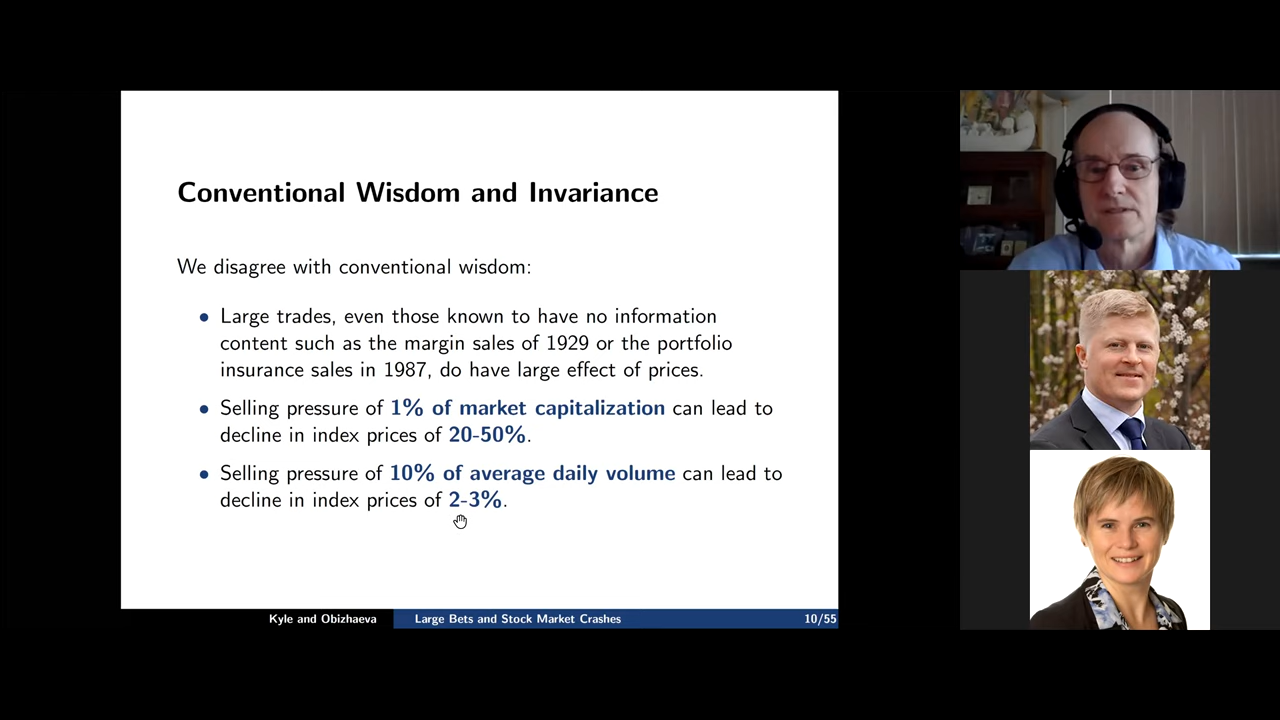 Conventional Wisdom and Invariance
We disagree with conventional wisdom:
• Large trades, even those known to have no information
content such as the margin sales of 1929 or the portfolio
insurance sales in 1987, do have large effect of prices.
• Selling pressure of 1% of market capitalization can lead to
decline in index prices of 20-50%.
• Selling pressure of 10% of average daily volume can lead to
decline in index prices of 2-3%.
Kyle and Obizhaeva Large Bets and Stock Market Crashes 10/55